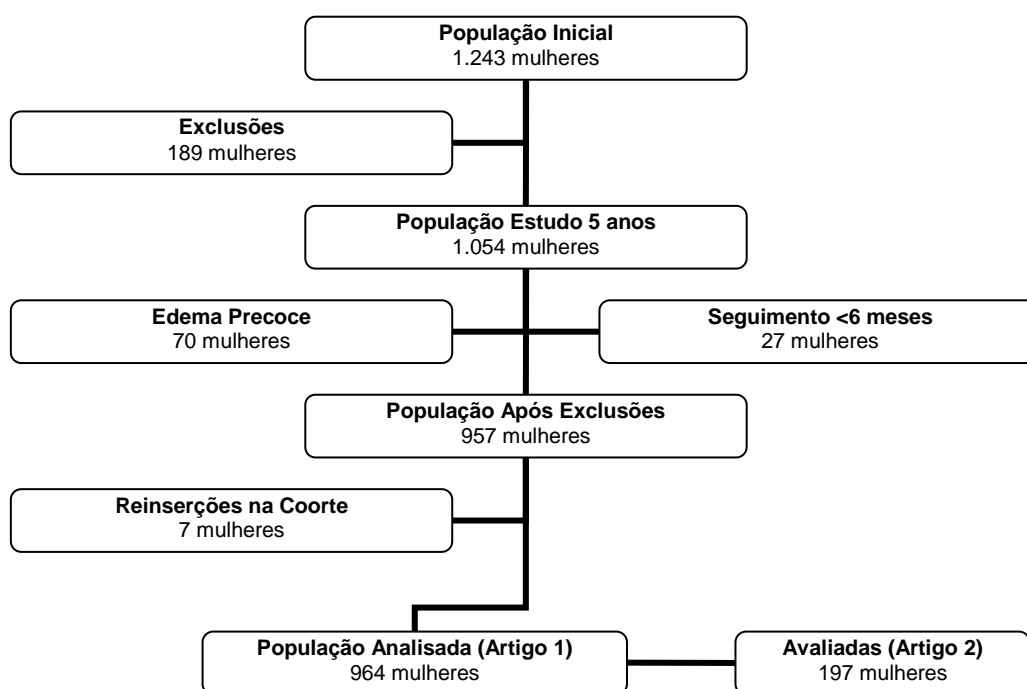 População Inicial
1.243 mulheres
Exclusões
189 mulheres
População Estudo 5 anos
1.054 mulheres
Edema Precoce
70 mulheres
Seguimento <6 meses
27 mulheres
População Após Exclusões
957 mulheres
Reinserções na Coorte
7 mulheres
População Analisada (Artigo 1)
964 mulheres
Avaliadas (Artigo 2)
197 mulheres